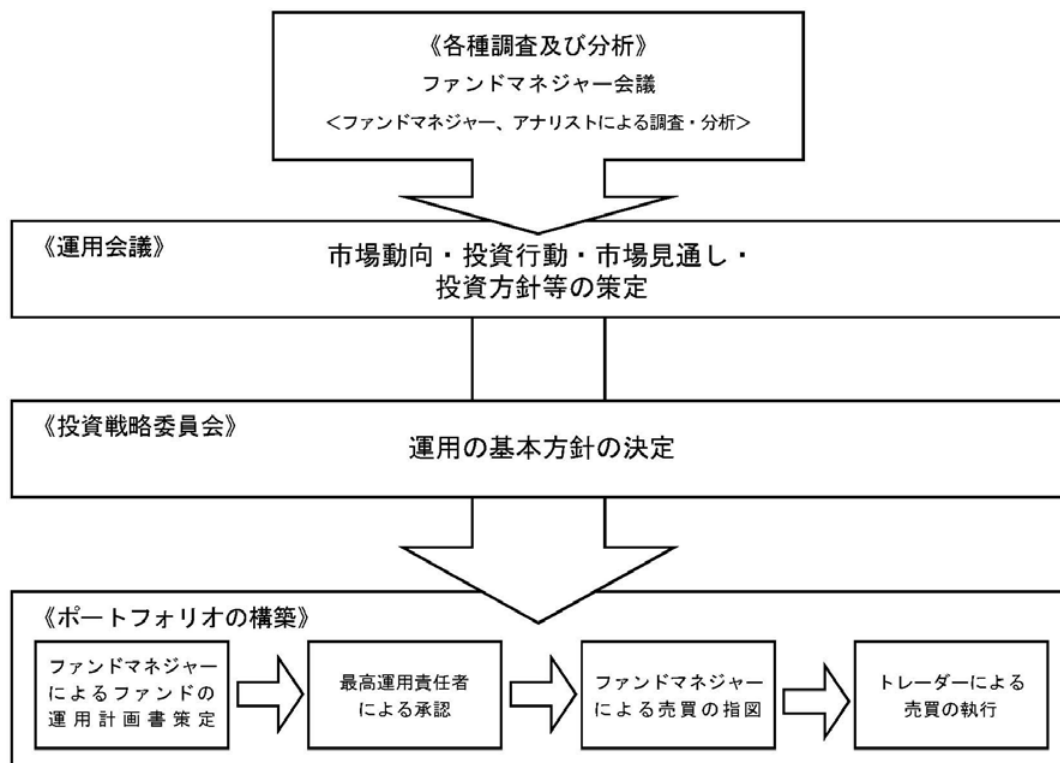 《各種調査及び分析》
ファンドマネジャー会議
＜ファンドマネジャー、アナリストによる調査・分析＞
《運用会議》
市場動向・投資行動・市場見通し・
投資方針等の策定
《投資戦略委員会》
運用の基本方針の決定
《ポートフォリオの構築》
ファンドマネジャー
によるファンドの
運用計画書策定
最高運用責任者
による承認
ファンドマネジャー
による売買の指図
トレーダーによる
売買の執行